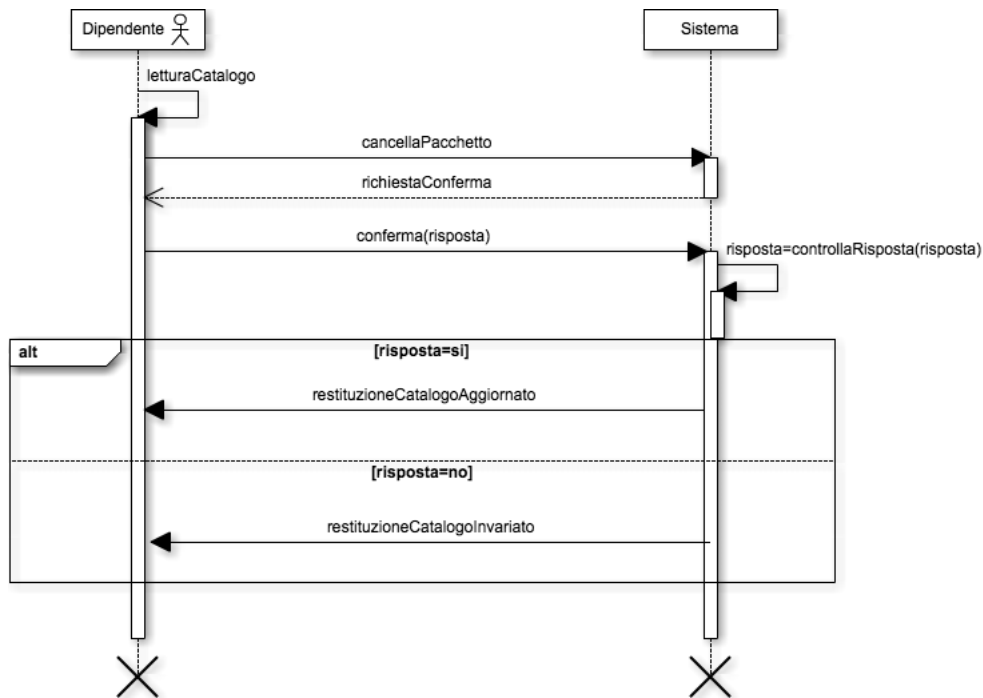 Dipendente
Sistema
letturaCatalogo
cancellaPacchetto
richiestaConferma
conferma(risposta)
risposta=controllaRisposta(risposta)
alt
[risposta=si]
restituzioneCatalogoAggiornato
[risposta=no]
restituzioneCatalogoInvariato